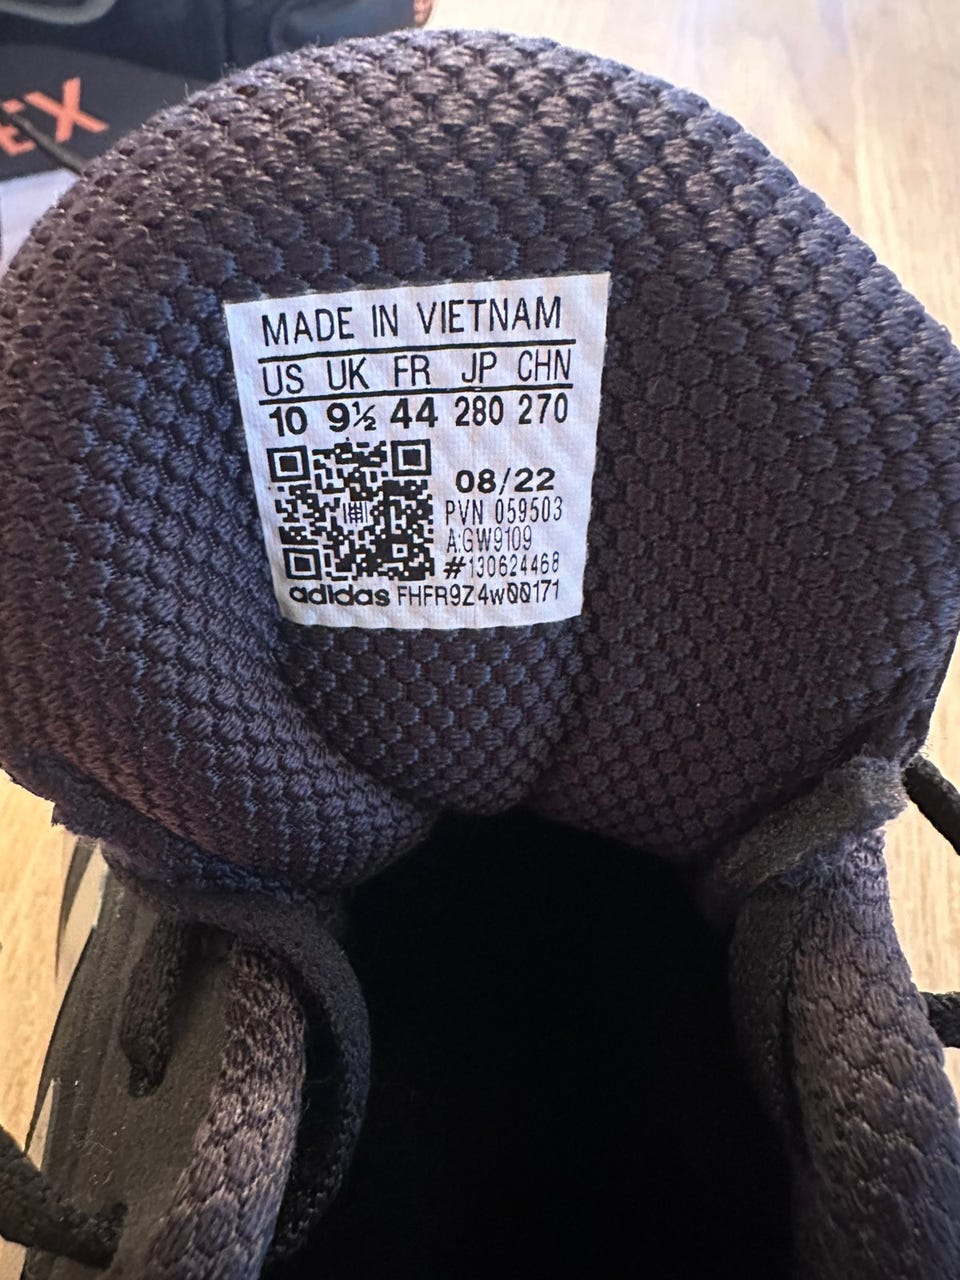 EX
MADE IN VIETNAM
US UK FR JP CHN
10 9½ 44 280 270
08/22
PVN 059503
A:GW9109
#130624468
adidas FHFR9Z4w00171